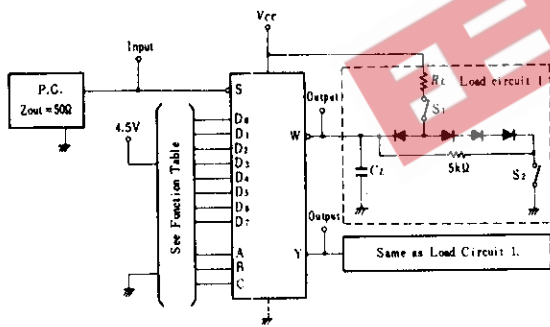 Vcc
Input
P.G.
Zout = 50Ω
4.5V
See Function Table
S
D0
D1
D2
D3
D4
D5
D6
D7
A
B
C
W
Y
Output
RL
Load circuit 1
S1
CL
5kΩ
S2
Output
Same as Load Circuit 1.